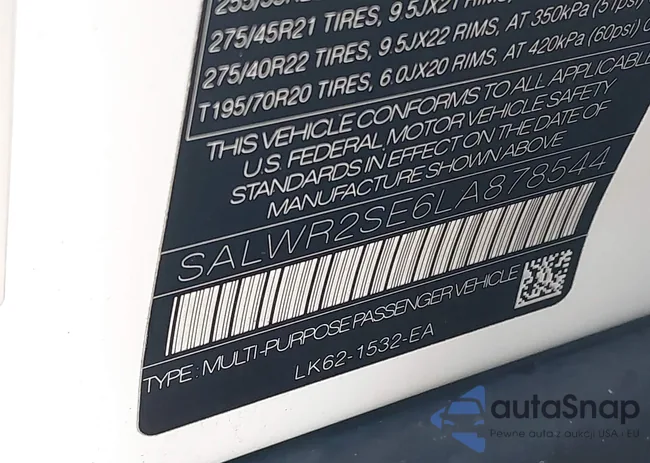 275/45R21 TIRES, 9.5JX21 RIMS,
275/40R22 TIRES, 9.5JX22 RIMS, AT 350kPa (51psi)
T195/70R20 TIRES, 6.0JX20 RIMS, AT 420kPa (60psi)
THIS VEHICLE CONFORMS TO ALL APPLICABLE
U.S. FEDERAL MOTOR VEHICLE SAFETY
STANDARDS IN EFFECT ON THE DATE OF
MANUFACTURE SHOWN ABOVE
SALWR2SE6LA878544
TYPE: MULTI-PURPOSE PASSENGER VEHICLE
LK62-1532-EA
autaSnap
Pewne auta z aukcji USA - EU